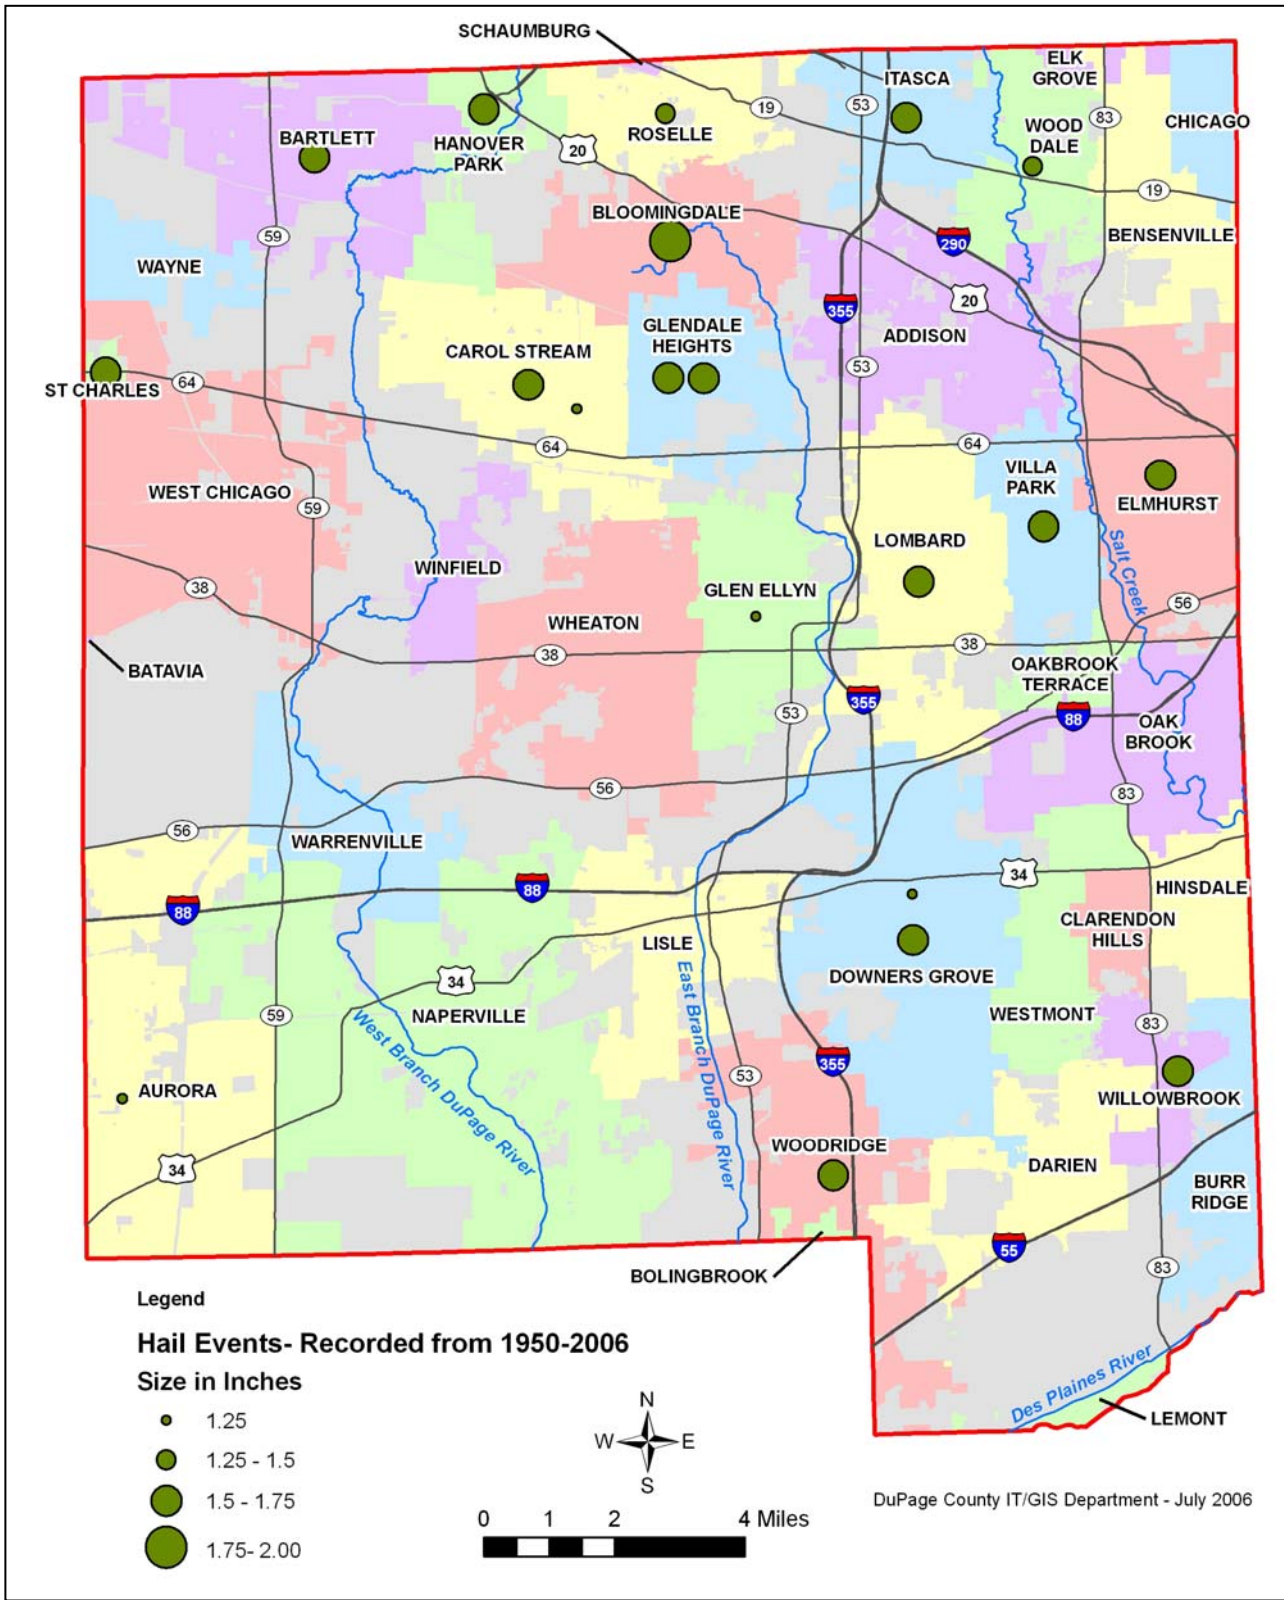 SCHAUMBURG
ELK
GROVE
ITASCA
53
83
CHICAGO
19
BARTLETT
HANOVER
PARK
ROSELLE
WOOD
DALE
20
19
BLOOMINGDALE
59
290
BENSENVILLE
WAYNE
20
355
GLENDALE
HEIGHTS
ADDISON
CAROL STREAM
53
64
ST CHARLES
64
64
VILLA
PARK
WEST CHICAGO
59
ELMHURST
LOMBARD
Salt Creek
WINFIELD
38
GLEN ELLYN
56
WHEATON
38
38
BATAVIA
OAKBROOK
TERRACE
355
53
88
OAK
BROOK
56
83
56
WARRENVILLE
34
88
88
HINSDALE
CLARENDON
HILLS
LISLE
DOWNERS GROVE
34
East Branch DuPage River
59
NAPERVILLE
WESTMONT
83
West Branch DuPage River
355
53
AURORA
WILLOWBROOK
WOODRIDGE
34
DARIEN
BURR
RIDGE
55
BOLINGBROOK
83
Legend
Hail Events- Recorded from 1950-2006
Size in Inches
1.25
1.25 - 1.5
1.5 - 1.75
1.75- 2.00
N
W E
S
Des Plaines River
LEMONT
DuPage County IT/GIS Department - July 2006
0 1 2 4 Miles